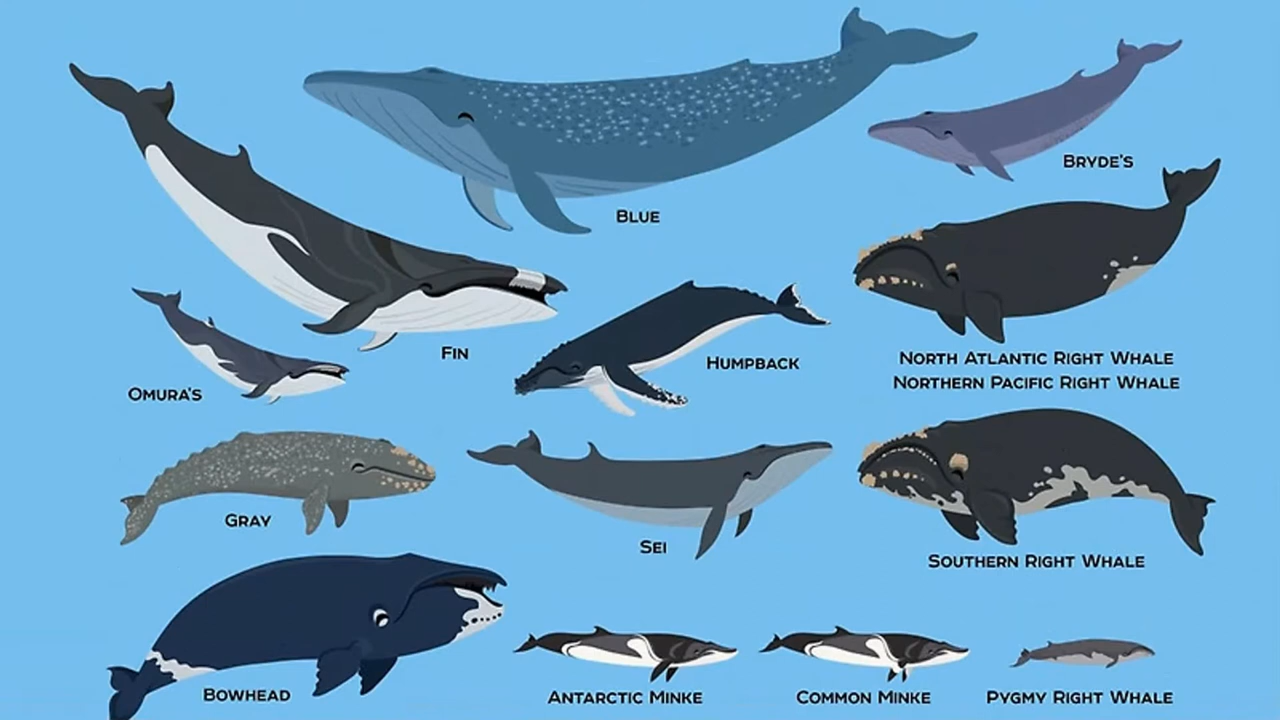 BRYDE'S
BLUE
FIN
HUMPBACK
NORTH ATLANTIC RIGHT WHALE
NORTHERN PACIFIC RIGHT WHALE
OMURA'S
GRAY
SEI
SOUTHERN RIGHT WHALE
BOWHEAD
ANTARCTIC MINKE
COMMON MINKE
PYGMY RIGHT WHALE